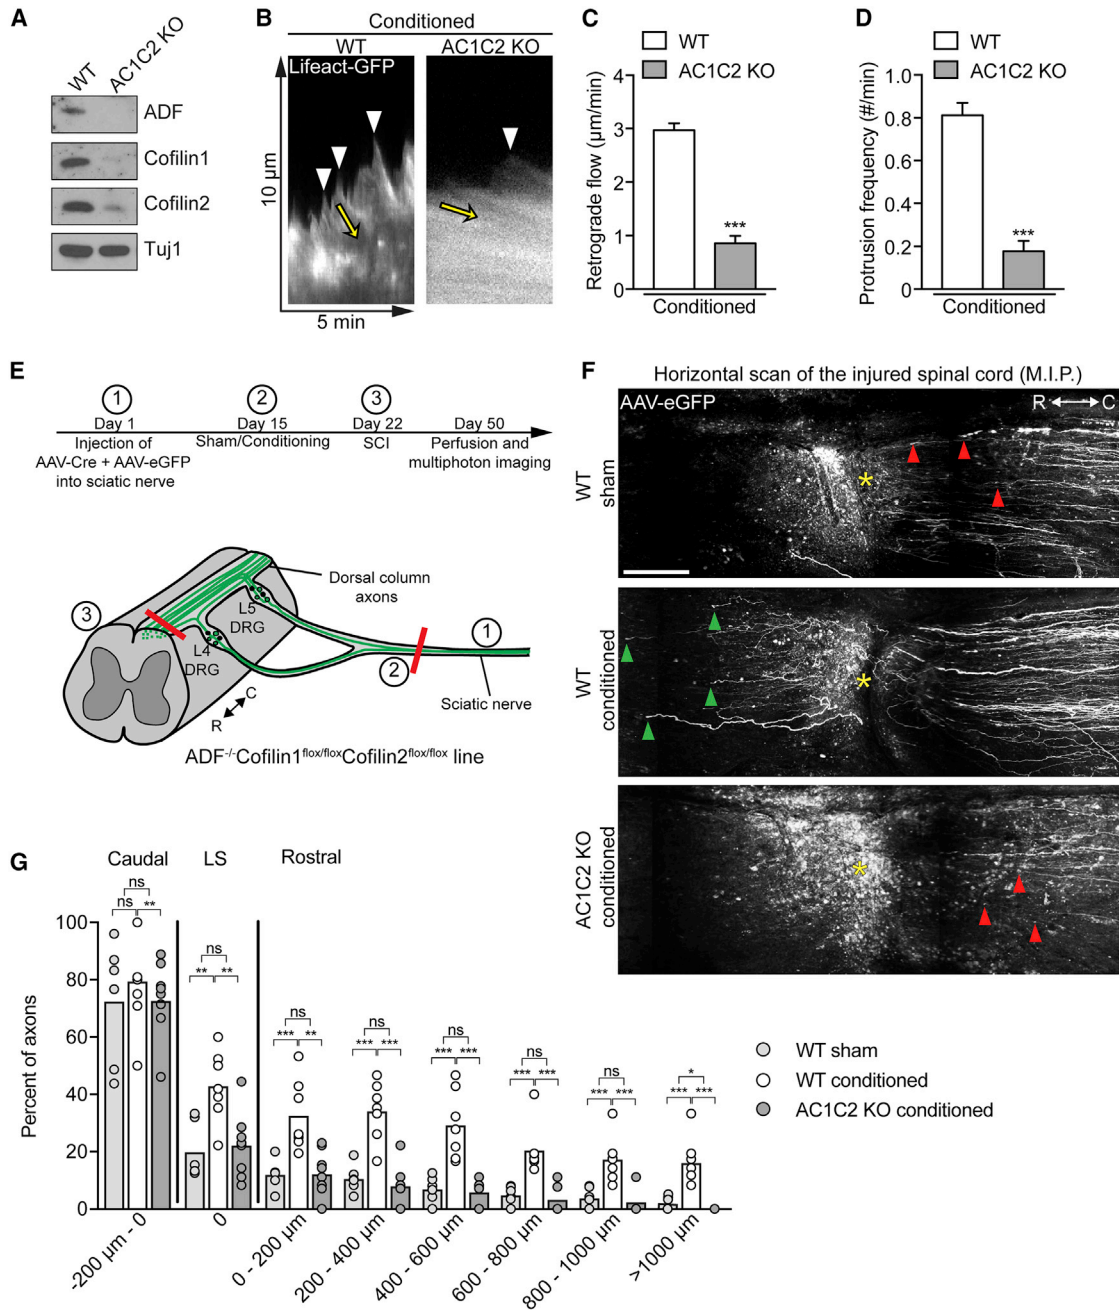 A
WT
AC1C2 KO
ADF
Cofilin1
Cofilin2
Tuj1
B
Conditioned
WT
AC1C2 KO
Lifeact-GFP
10 µm
5 min
C
WT
AC1C2 KO
Retrograde flow (µm/min)
4
3
2
1
0
***
Conditioned
D
WT
AC1C2 KO
Protrusion frequency (#/min)
1.0
0.8
0.6
0.4
0.2
0
***
Conditioned
E
1
2
3
Day 1
Day 15
Day 22
Day 50
Injection of
AAV-Cre + AAV-eGFP
into sciatic nerve
Sham/Conditioning
SCI
Perfusion and
multiphoton imaging
Dorsal column
axons
3
L5
DRG
L4
DRG
1
2
Sciatic nerve
C
R
ADF-/-Cofilin1flox/floxCofilin2flox/flox line
F
Horizontal scan of the injured spinal cord (M.I.P.)
AAV-eGFP
R
C
WT
sham
*
WT
conditioned
*
AC1C2 KO
conditioned
*
G
Caudal
LS
Rostral
Percent of axons
100
80
60
40
20
0
ns
ns
**
ns
**
**
ns
***
**
ns
***
***
ns
***
***
ns
***
***
ns
***
***
*
***
***
-200 µm - 0
0
0 - 200 µm
200 - 400 µm
400 - 600 µm
600 - 800 µm
800 - 1000 µm
>1000 µm
WT sham
WT conditioned
AC1C2 KO conditioned